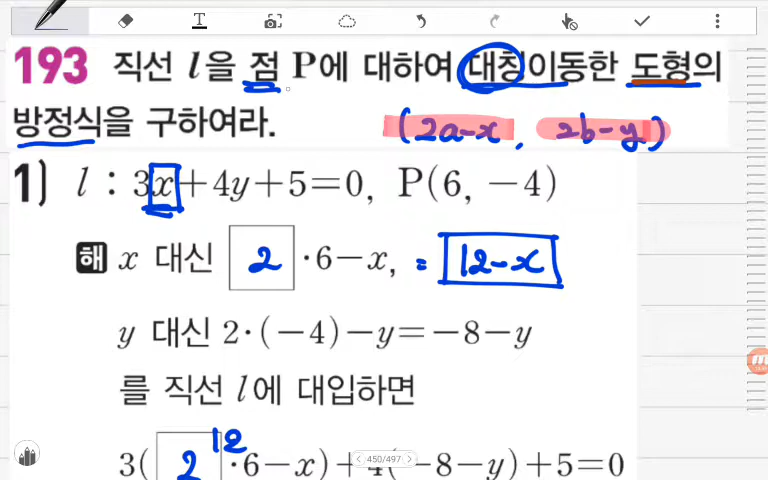 193 직선 l을 점 P에 대하여 대칭이동한 도형의
방정식을 구하여라.
(2a-x, 2b-y)
1) l : 3x+4y+5=0, P(6, -4)
해 x 대신 2 ·6-x, = 12-x
y 대신 2·(-4)-y=-8-y
를 직선 l에 대입하면
12
3( 2 ·6-x)+4(-8-y)+5=0
450/497